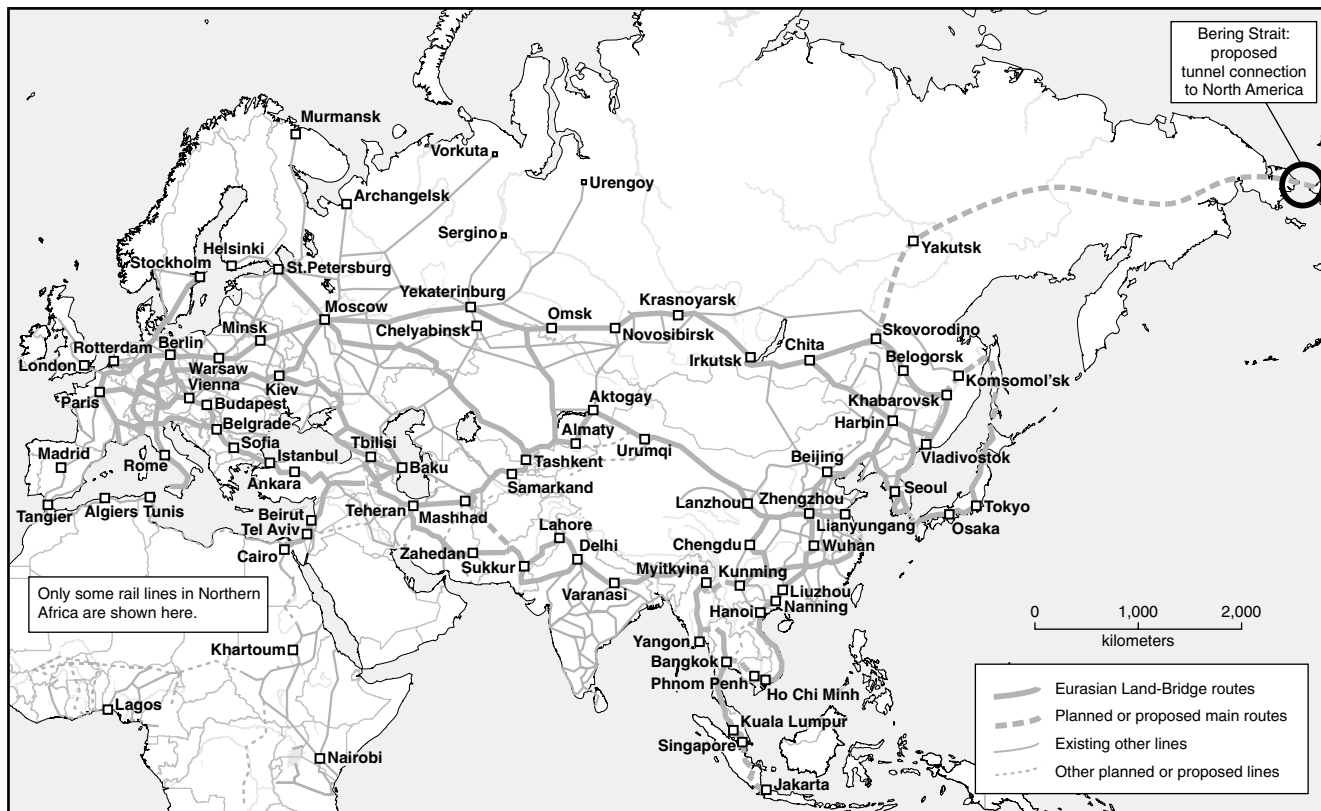 Bering Strait:
proposed
tunnel connection
to North America
Murmansk
Vorkuta
Urengoy
Archangelsk
Sergino
Yakutsk
Helsinki
Stockholm
St.Petersburg
Yekaterinburg
Krasnoyarsk
Moscow
Omsk
Minsk
Chelyabinsk
Novosibirsk
Skovorodino
Berlin
Rotterdam
Chita
Belogorsk
London
Warsaw
Irkutsk
Komsomol'sk
Vienna
Kiev
Paris
Budapest
Aktogay
Khabarovsk
Belgrade
Almaty
Harbin
Sofia
Tbilisi
Urumqi
Madrid
Istanbul
Vladivostok
Rome
Baku
Tashkent
Beijing
Ankara
Samarkand
Seoul
Tangier
Algiers
Tunis
Beirut
Teheran
Mashhad
Lanzhou
Zhengzhou
Tokyo
Tel Aviv
Lahore
Lianyungang
Osaka
Cairo
Zahedan
Delhi
Chengdu
Wuhan
Sukkur
Myitkyina
Kunming
Varanasi
Liuzhou
Only some rail lines in Northern
Africa are shown here.
Hanoi
Nanning
0
1,000
2,000
kilometers
Khartoum
Yangon
Bangkok
Phnom Penh
Ho Chi Minh
Lagos
Kuala Lumpur
Singapore
Nairobi
Jakarta
Eurasian Land-Bridge routes
Planned or proposed main routes
Existing other lines
Other planned or proposed lines